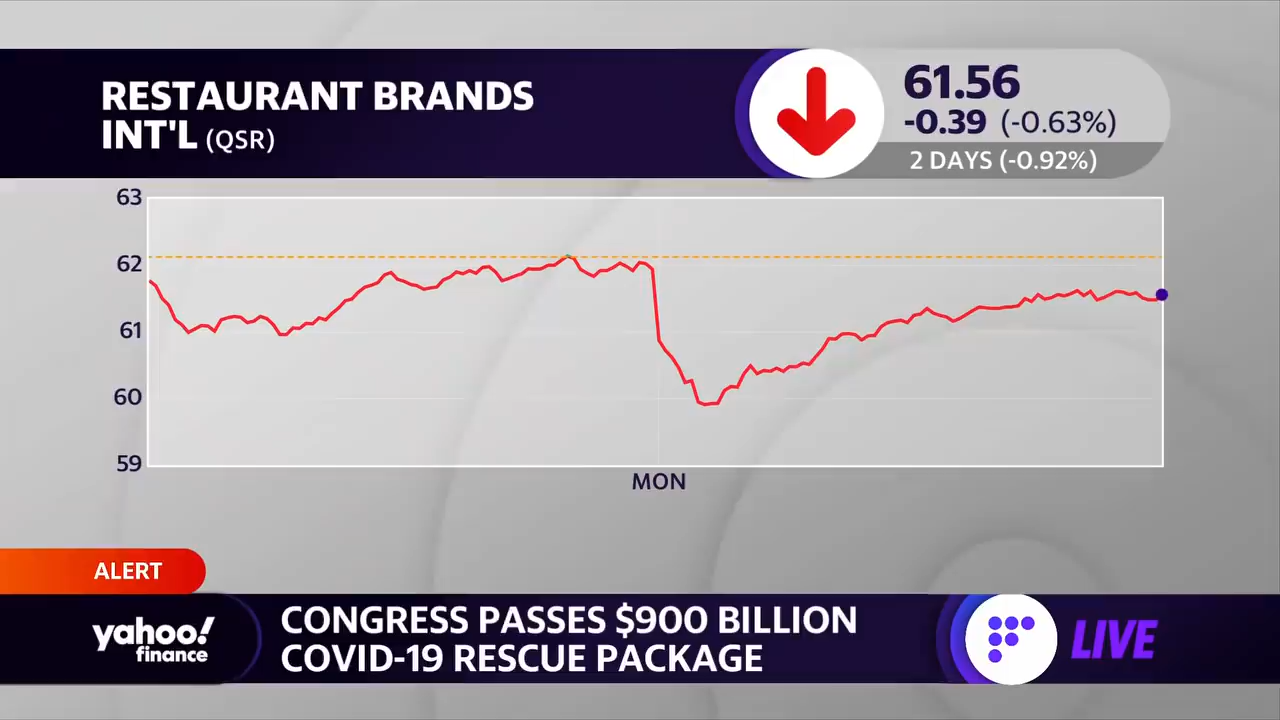 RESTAURANT BRANDS
INT'L (QSR)
61.56
-0.39 (-0.63%)
2 DAYS (-0.92%)
63
62
61
60
59
MON
ALERT
yahoo!
finance
CONGRESS PASSES $900 BILLION
COVID-19 RESCUE PACKAGE
LIVE